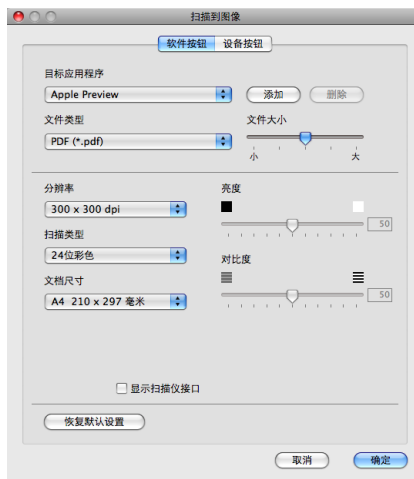 扫描到图像
软件按钮 设备按钮
目标应用程序
Apple Preview 添加 删除
文件类型 文件大小
PDF (*.pdf)
小 大
分辨率 亮度
300 x 300 dpi
50
扫描类型
24位彩色 对比度
文档尺寸
A4 210 x 297 毫米 50
显示扫描仪接口
恢复默认设置
取消 确定